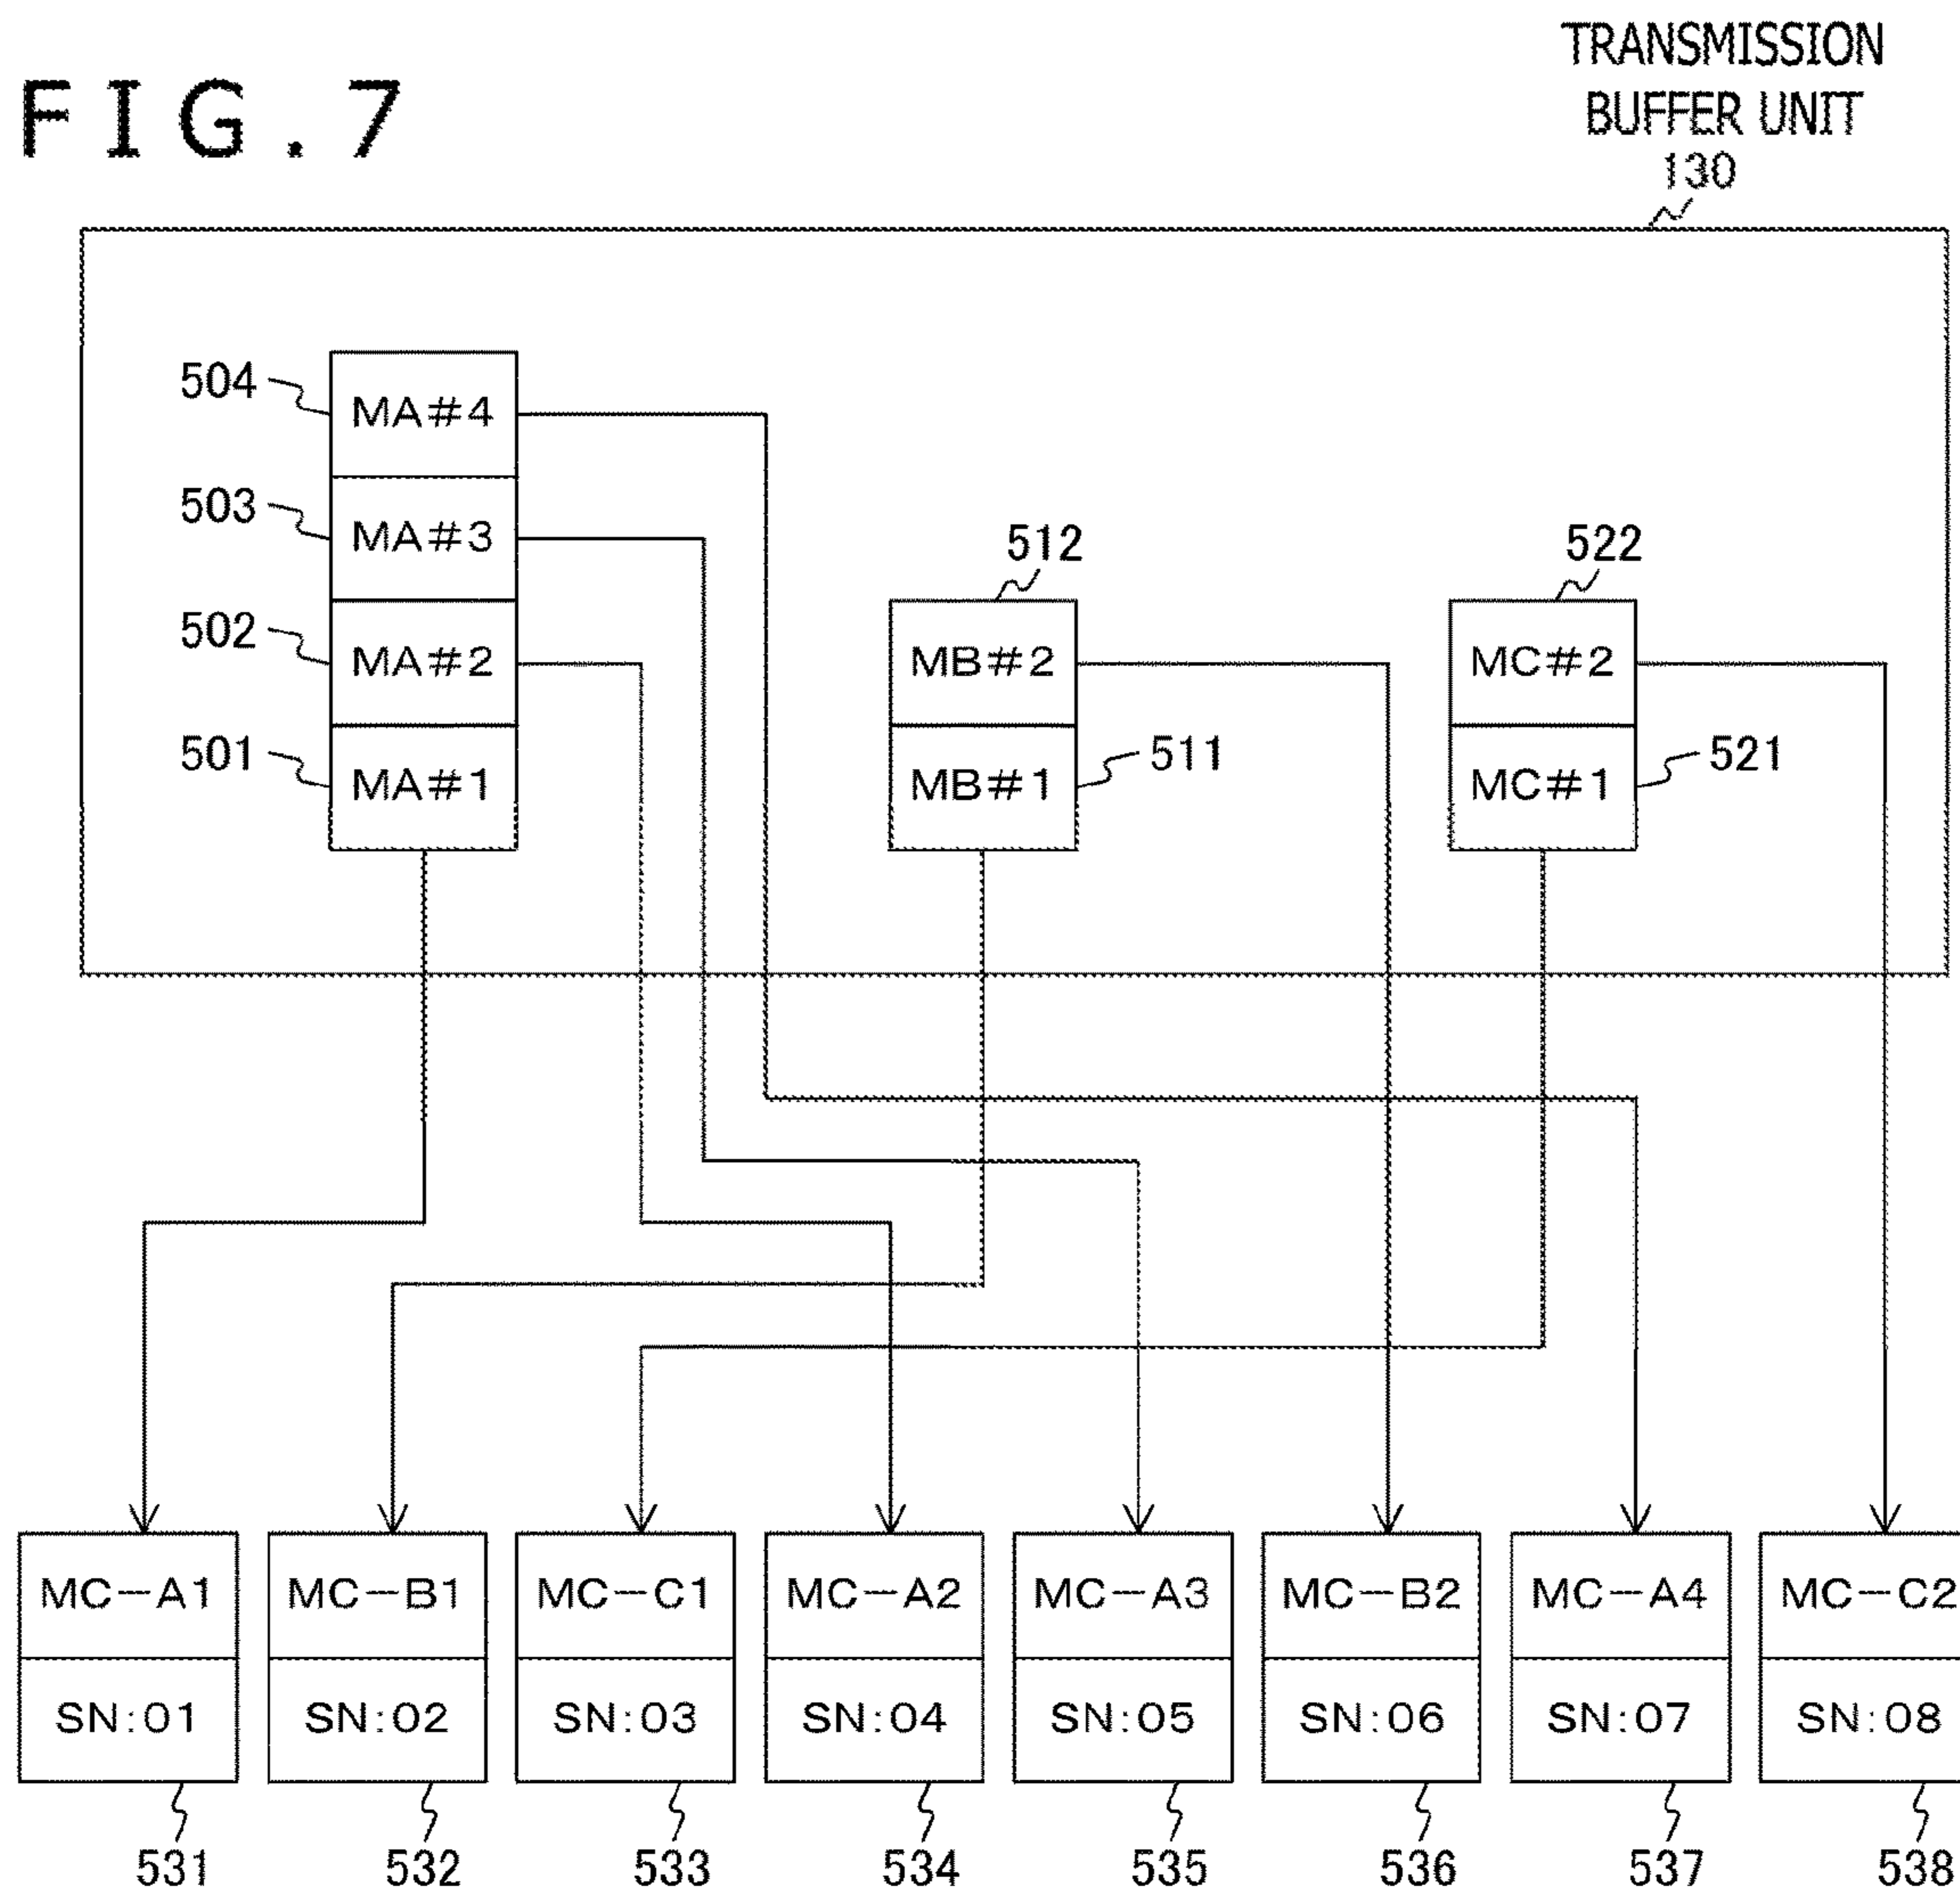 FIG.7
TRANSMISSION
BUFFER UNIT
130
504
MA#4
503
MA#3
502
MA#2
501
MA#1
512
MB#2
MB#1
511
522
MC#2
MC#1
521
MC-A1
SN:01
531
MC-B1
SN:02
532
MC-C1
SN:03
533
MC-A2
SN:04
534
MC-A3
SN:05
535
MC-B2
SN:06
536
MC-A4
SN:07
537
MC-C2
SN:08
538